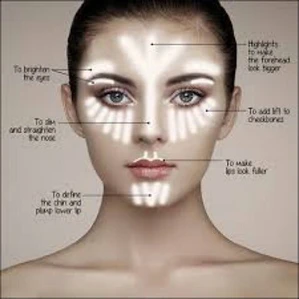 Highlights
to make
the forehead
look bigger
To brighten
the eyes
To add lift to
cheekbones
To slim
and straighten
the nose
To make
lips look fuller
To define
the chin and
plump lower lip